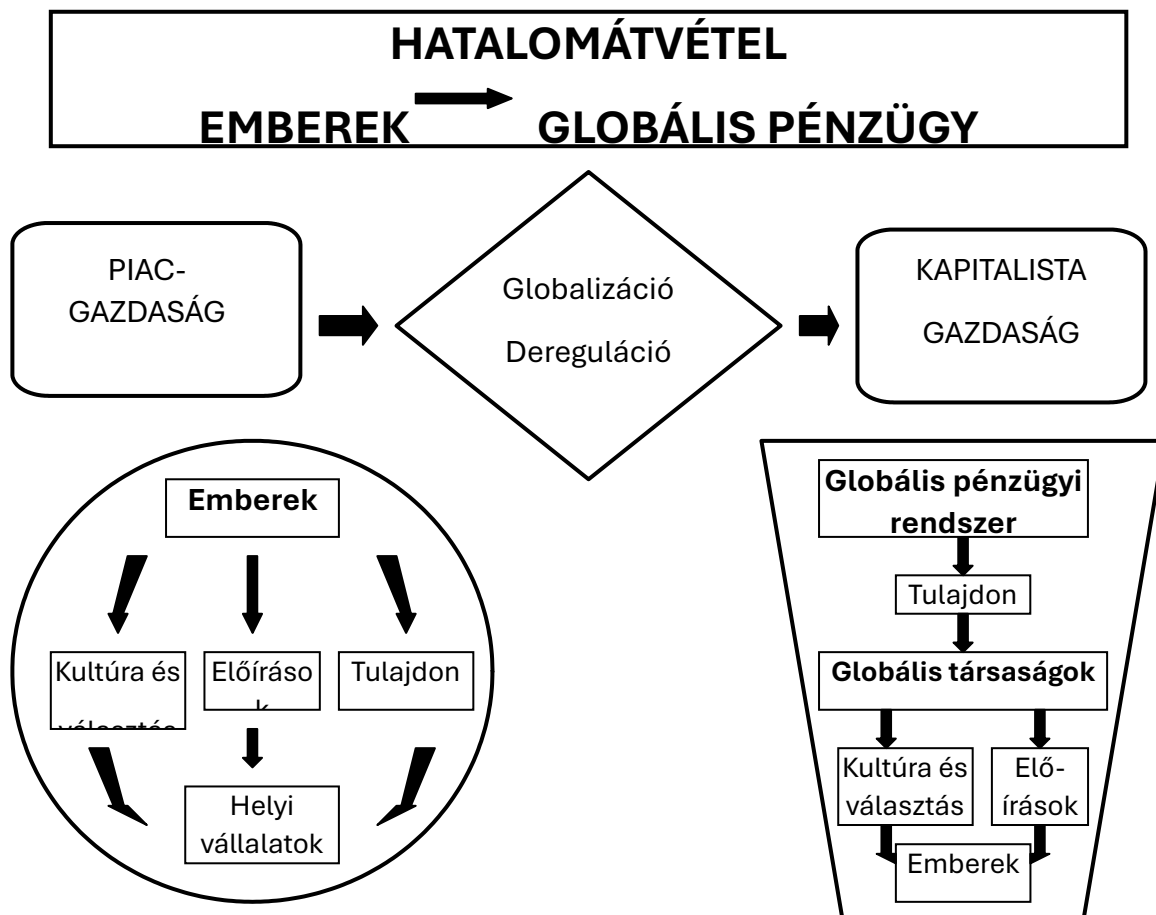 HATALOMÁTVÉTEL
EMBEREK GLOBÁLIS PÉNZÜGY
PIAC-
GAZDASÁG
Globalizáció
Dereguláció
KAPITALISTA
GAZDASÁG
Emberek
Kultúra és
választás
Előíráso
k
Tulajdon
Helyi
vállalatok
Globális pénzügyi
rendszer
Tulajdon
Globális társaságok
Kultúra és
választás
Elő-
írások
Emberek